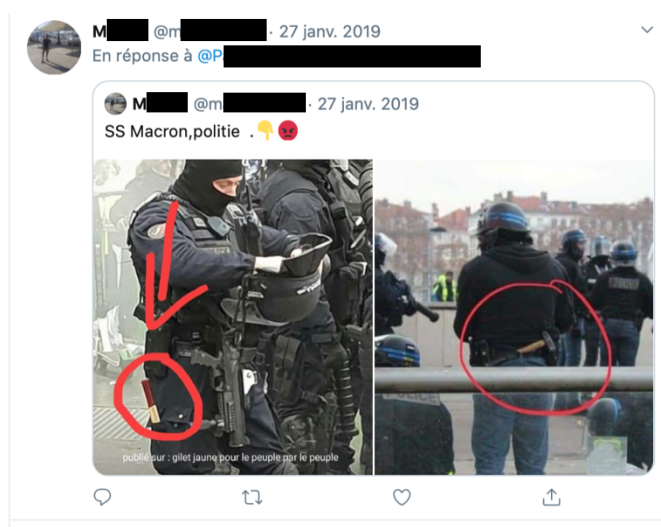 M @m · 27 janv. 2019
En réponse à @P
M @m · 27 janv. 2019
SS Macron,politie .👇😡
publié sur : gilet jaune pour le peuple par le peuple